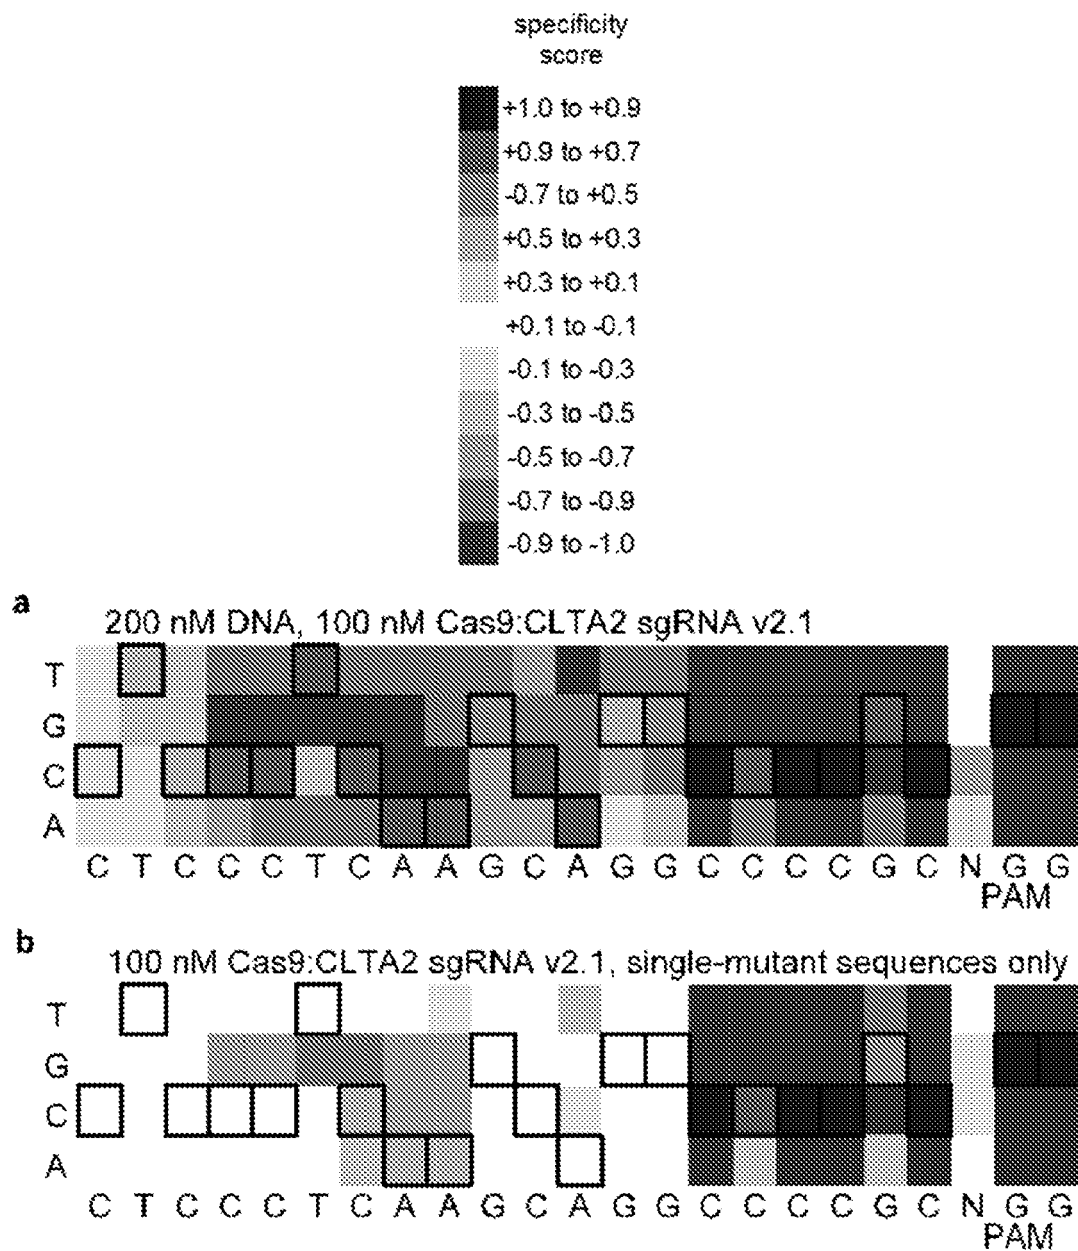 specificity
score
+1.0 to +0.9
+0.9 to +0.7
-0.7 to +0.5
+0.5 to +0.3
+0.3 to +0.1
+0.1 to -0.1
-0.1 to -0.3
-0.3 to -0.5
-0.5 to -0.7
-0.7 to -0.9
-0.9 to -1.0
a
200 nM DNA, 100 nM Cas9:CLTA2 sgRNA v2.1
T
G
C
A
C T C C C T C A A G C A G G C C C C G C N G G
PAM
b
100 nM Cas9:CLTA2 sgRNA v2.1, single-mutant sequences only
T
G
C
A
C T C C C T C A A G C A G G C C C C G C N G G
PAM